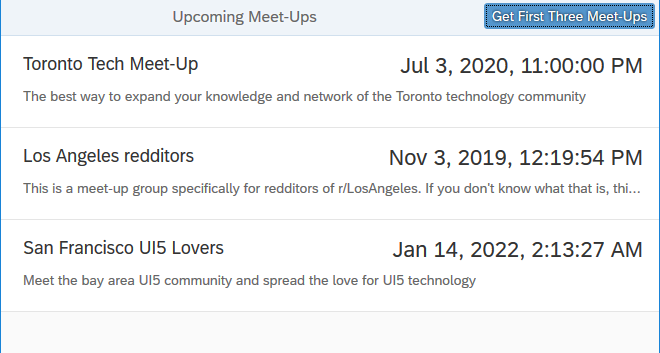 Upcoming Meet-Ups
Get First Three Meet-Ups
Toronto Tech Meet-Up
Jul 3, 2020, 11:00:00 PM
The best way to expand your knowledge and network of the Toronto technology community
Los Angeles redditors
Nov 3, 2019, 12:19:54 PM
This is a meet-up group specifically for redditors of r/LosAngeles. If you don't know what that is, thi...
San Francisco UI5 Lovers
Jan 14, 2022, 2:13:27 AM
Meet the bay area UI5 community and spread the love for UI5 technology